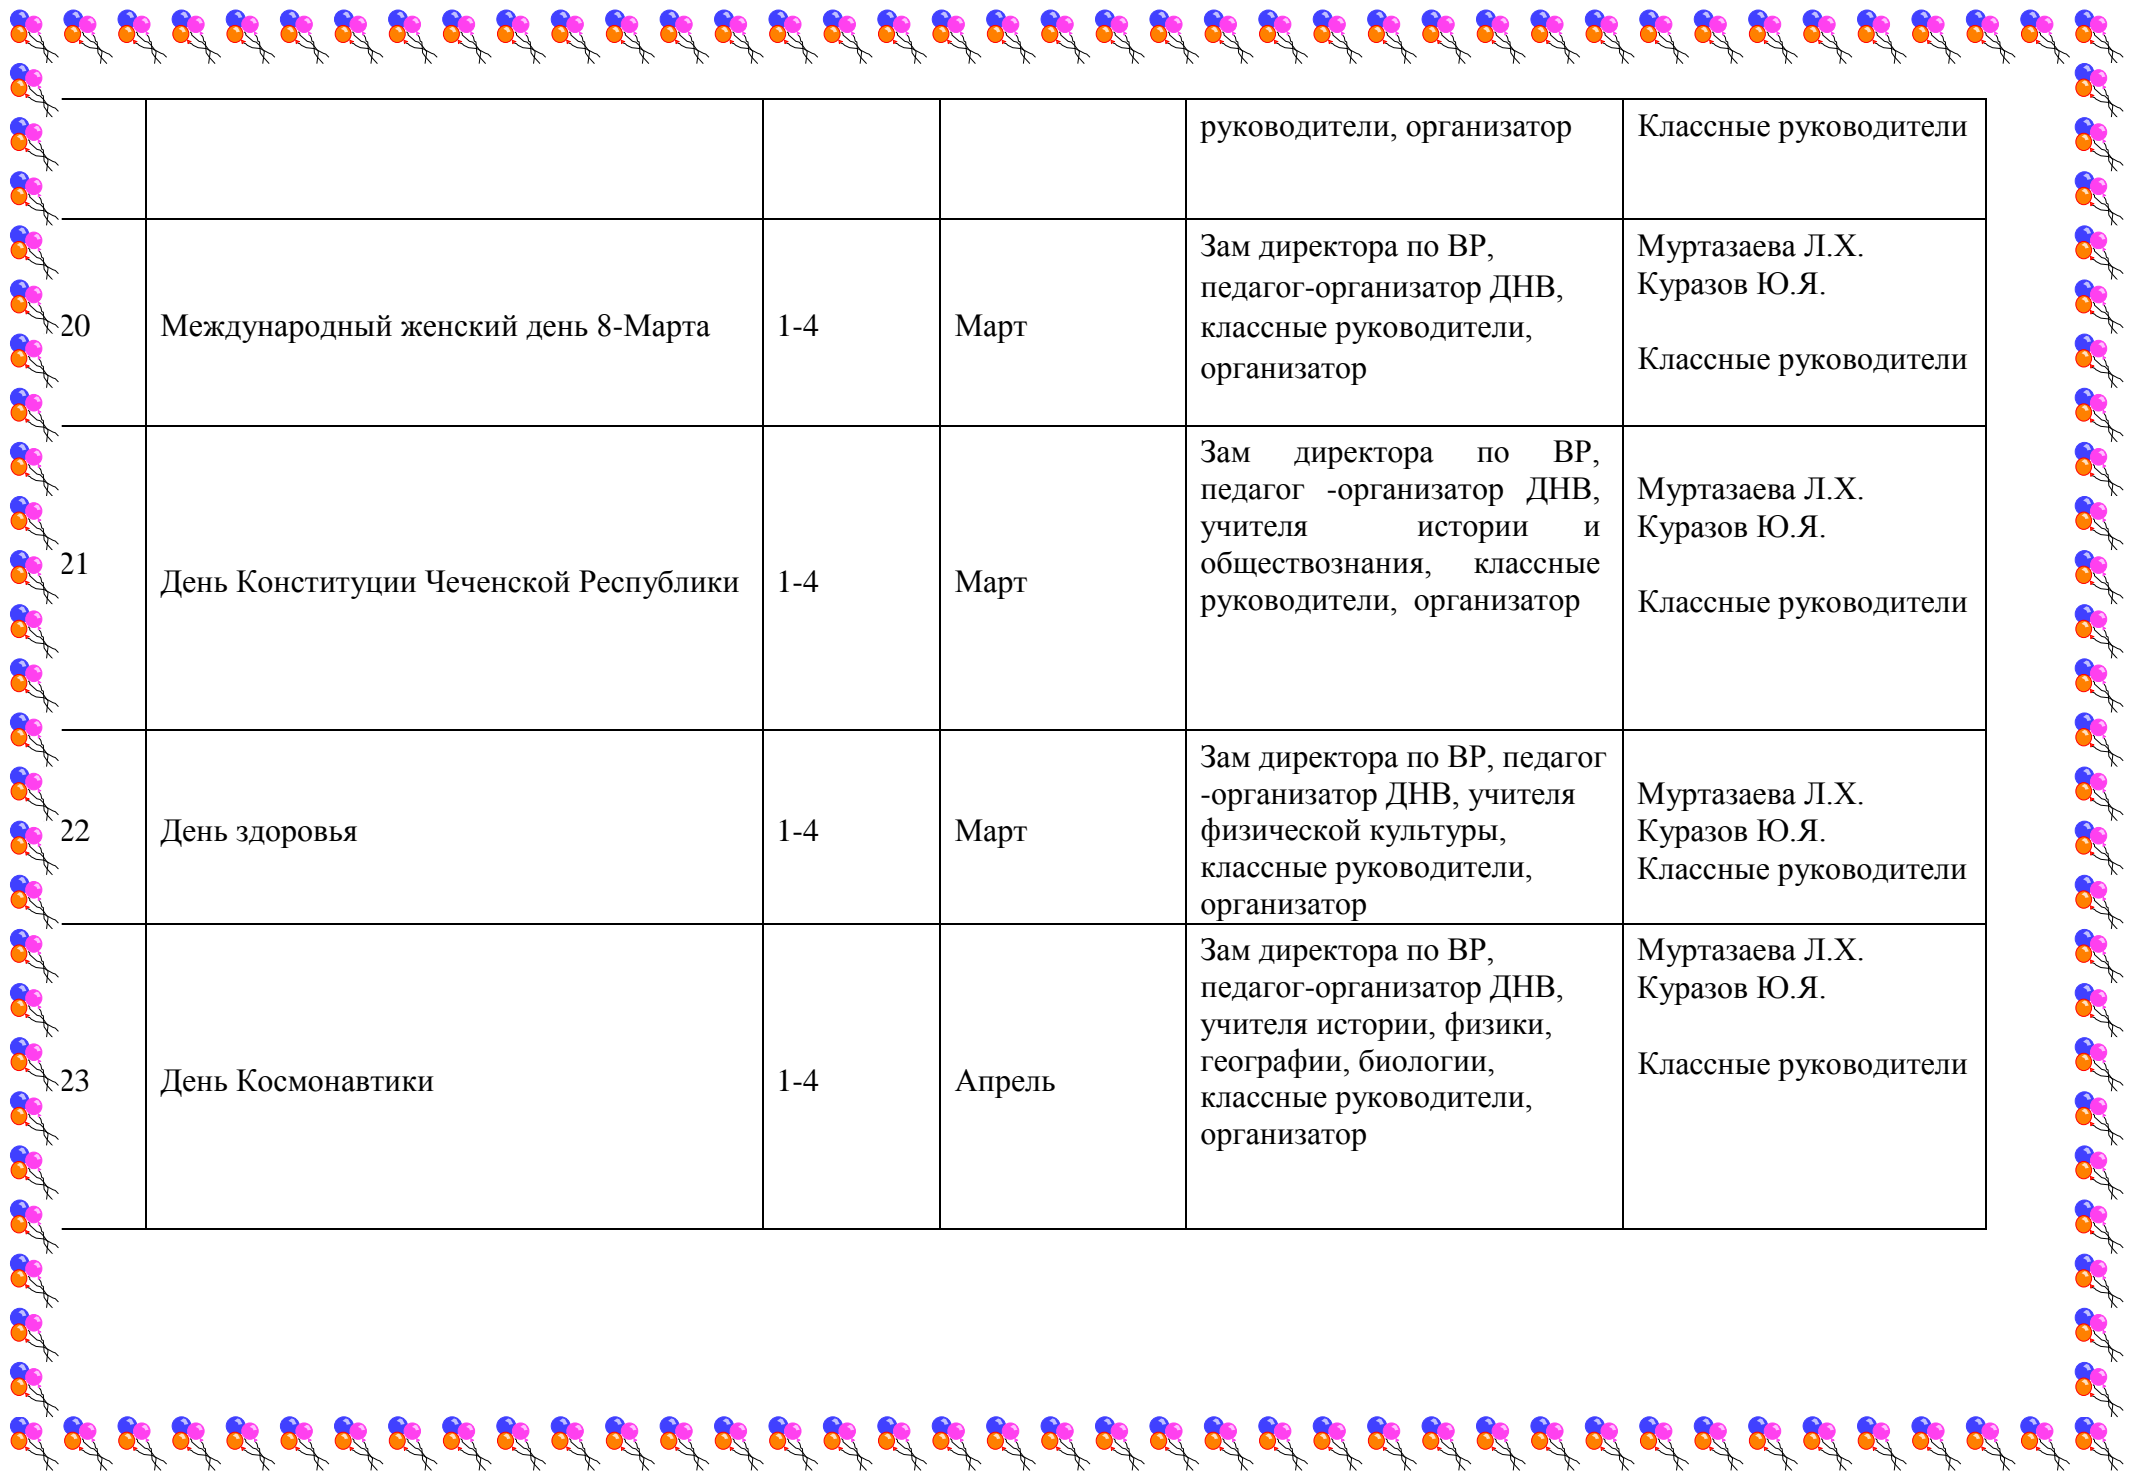 руководители, организатор
Классные руководители
20
Международный женский день 8-Марта
1-4
Март
Зам директора по ВР,
педагог-организатор ДНВ,
классные руководители,
организатор
Муртазаева Л.Х.
Куразов Ю.Я.
Классные руководители
21
День Конституции Чеченской Республики
1-4
Март
Зам директора по ВР,
педагог -организатор ДНВ,
учителя истории и
обществознания, классные
руководители, организатор
Муртазаева Л.Х.
Куразов Ю.Я.
Классные руководители
22
День здоровья
1-4
Март
Зам директора по ВР, педагог
-организатор ДНВ, учителя
физической культуры,
классные руководители,
организатор
Муртазаева Л.Х.
Куразов Ю.Я.
Классные руководители
23
День Космонавтики
1-4
Апрель
Зам директора по ВР,
педагог-организатор ДНВ,
учителя истории, физики,
географии, биологии,
классные руководители,
организатор
Муртазаева Л.Х.
Куразов Ю.Я.
Классные руководители